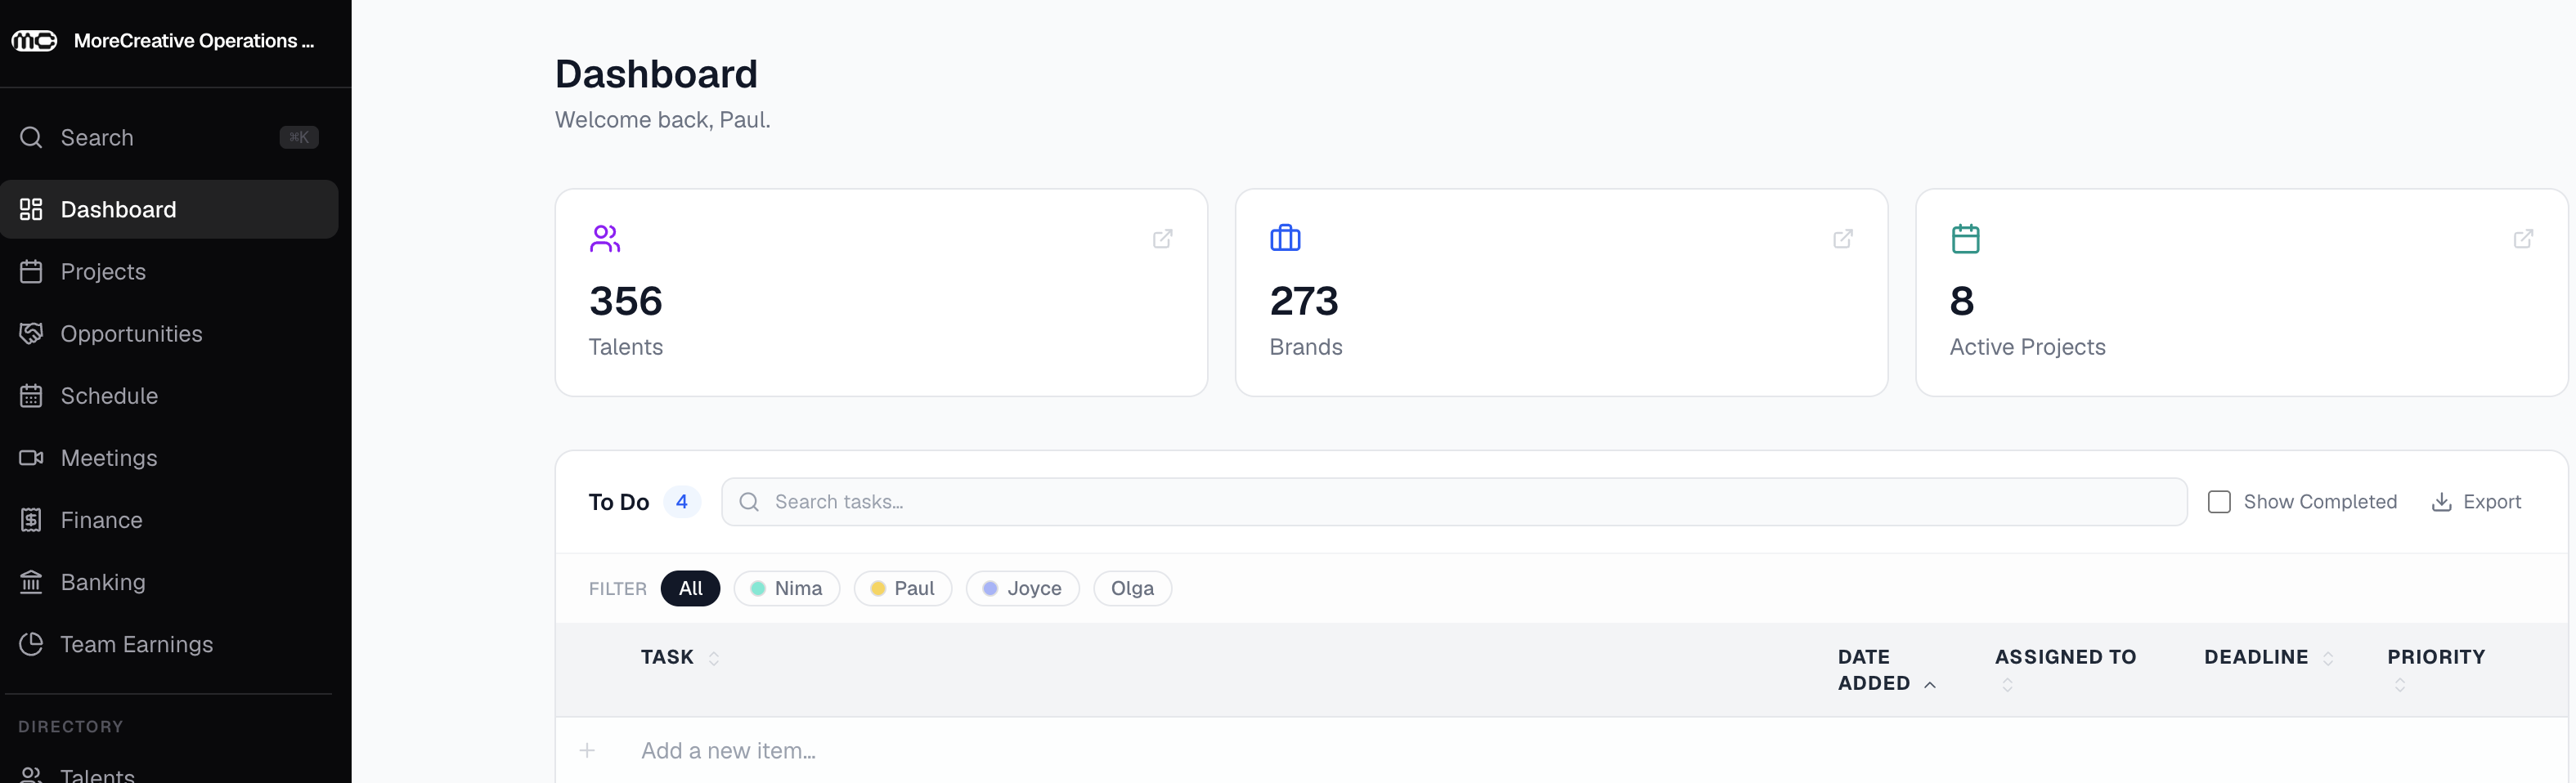 MC MoreCreative Operations ...
Search ⌘K
Dashboard
Projects
Opportunities
Schedule
Meetings
Finance
Banking
Team Earnings
DIRECTORY
Talents
Dashboard
Welcome back, Paul.
356
Talents
273
Brands
8
Active Projects
To Do 4 Search tasks... Show Completed Export
FILTER All Nima Paul Joyce Olga
TASK DATE ADDED ASSIGNED TO DEADLINE PRIORITY
Add a new item...